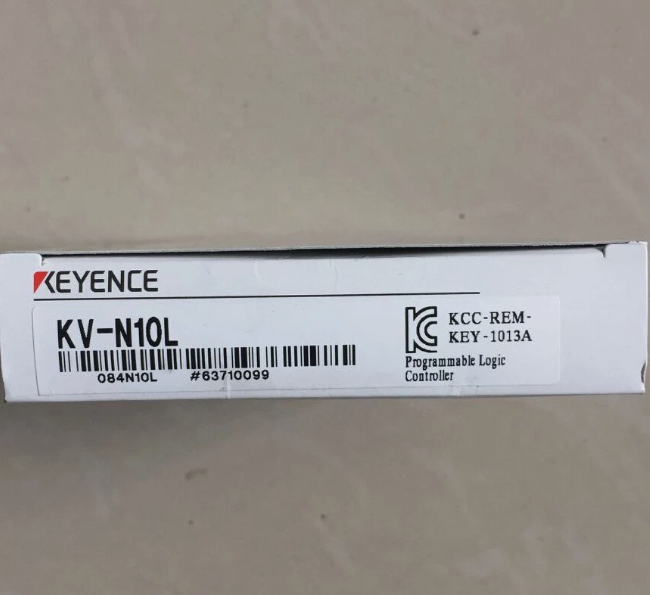 KEYENCE
KV-N10L
084N10L #63710099
KCC-REM-
KEY-1013A
Programmable Logic
Controller